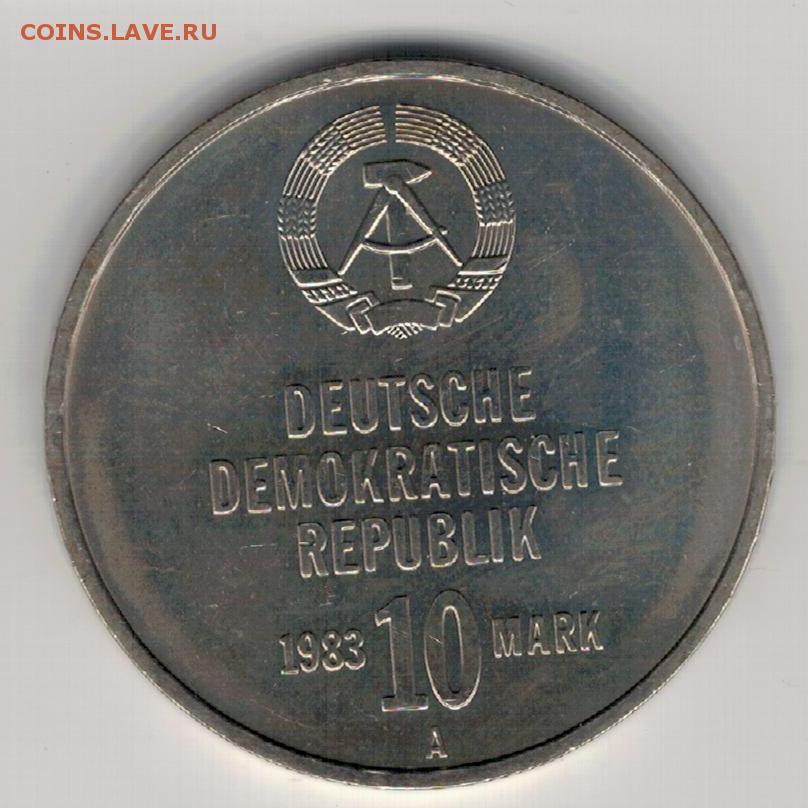 COINS.LAVE.RU
DEUTSCHE
DEMOKRATISCHE
REPUBLIK
1983 10 MARK
A